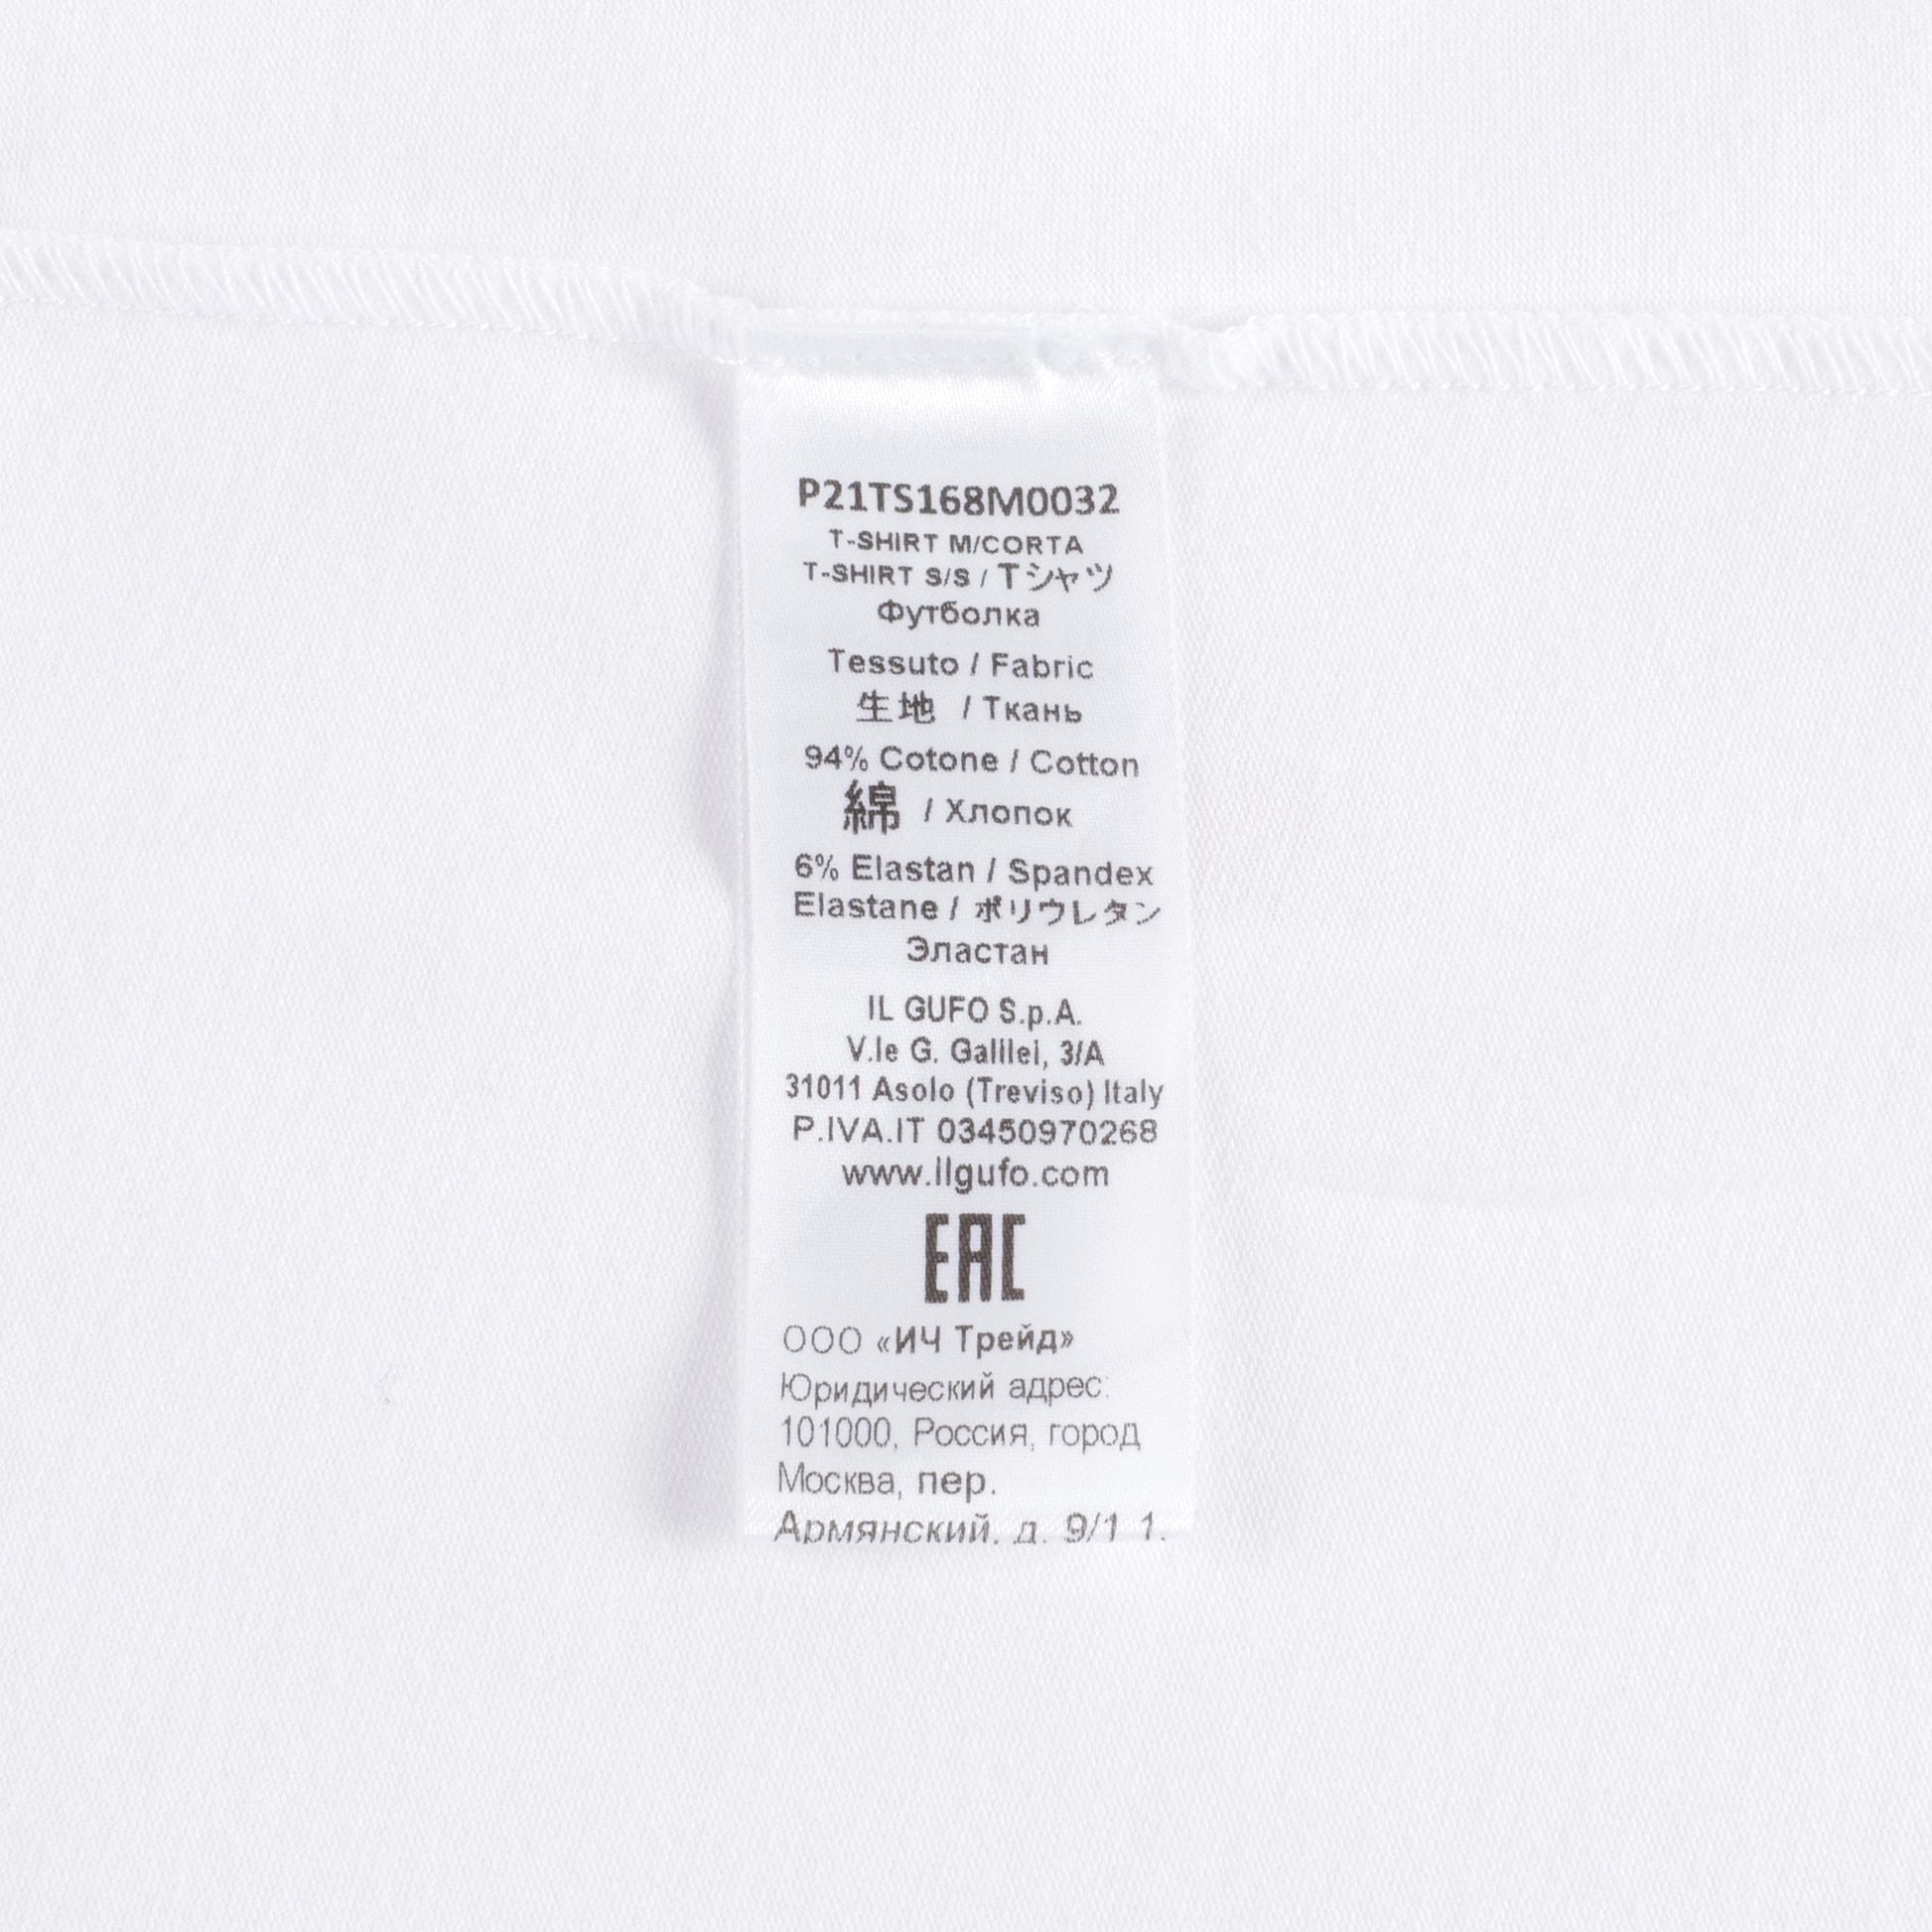 P21TS168M0032
T-SHIRT M/CORTA
T-SHIRT S/S / Tシャツ
Футболка
Tessuto / Fabric
生地 / Ткань
94% Cotone / Cotton
綿 / Хлопок
6% Elastan / Spandex
Elastane / ポリウレタン
Эластан
IL GUFO S.p.A.
V.le G. Galilei, 3/A
31011 Asolo (Treviso) Italy
P.IVA.IT 03450970268
www.ilgufo.com
EAC
ООО «ИЧ Трейд»
Юридический адрес:
101000, Россия, город
Москва, пер.
Армянский, д. 9/1 1.